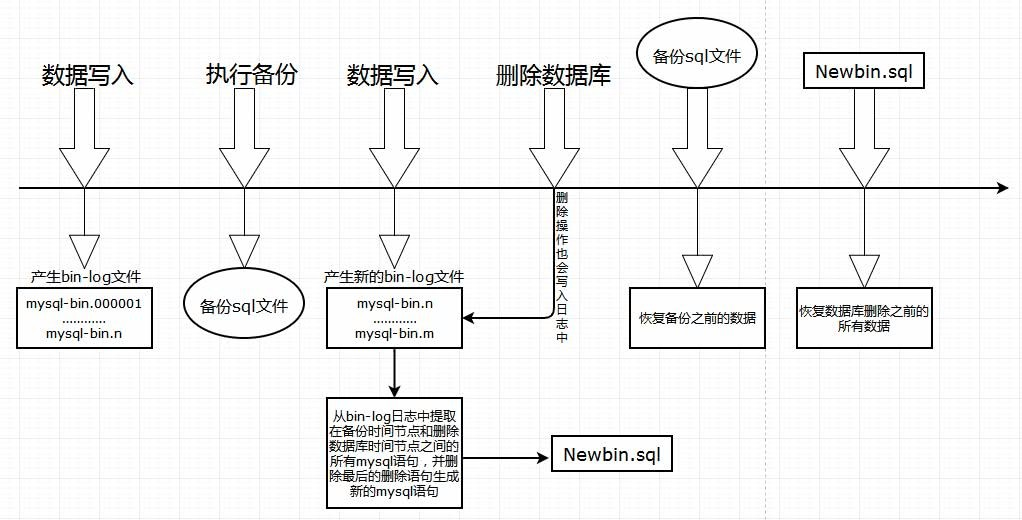 数据写入
执行备份
数据写入
删除数据库
备份sql文件
Newbin.sql
删除操作也会写入日志中
产生bin-log文件
mysql-bin.000001
............
mysql-bin.n
备份sql文件
产生新的bin-log文件
mysql-bin.n
............
mysql-bin.m
恢复备份之前的数据
恢复数据库删除之前的
所有数据
从bin-log日志中提取
在备份时间节点和删除
数据库时间节点之间的
所有mysql语句，并删
除最后的删除语句生成
新的mysql语句
Newbin.sql